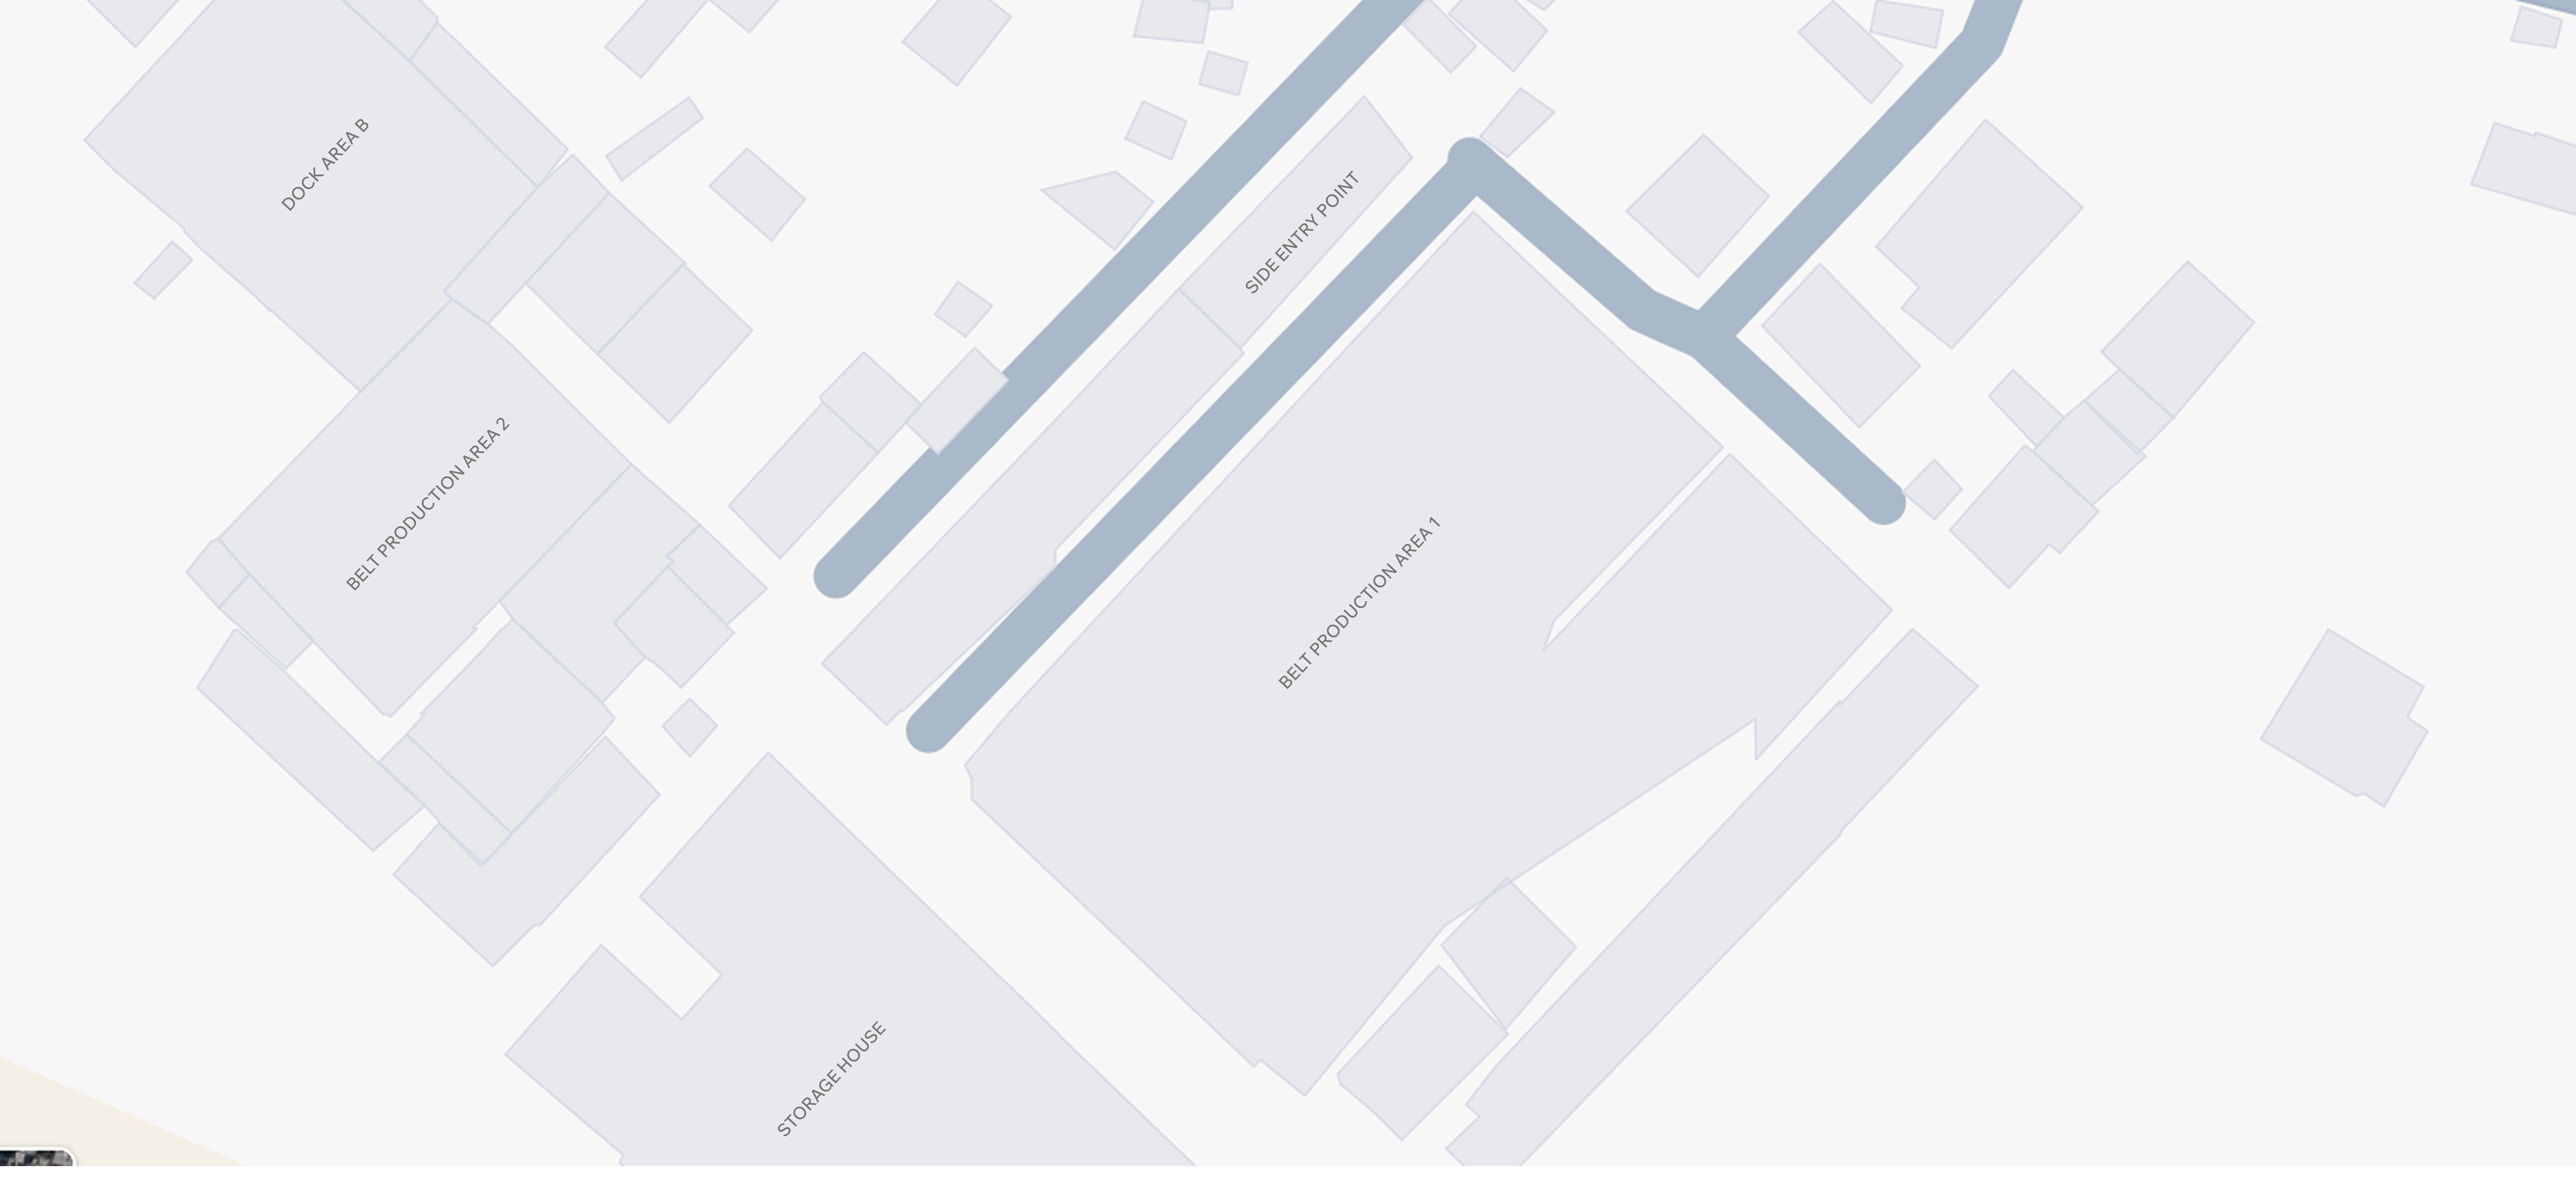 DOCK AREA B
SIDE ENTRY POINT
BELT PRODUCTION AREA 2
BELT PRODUCTION AREA 1
STORAGE HOUSE